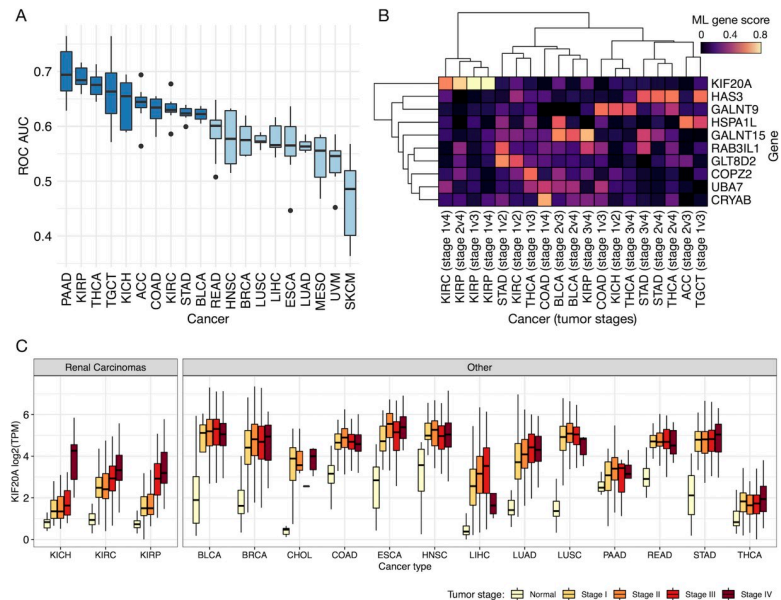 A
ROC AUC
0.7
0.6
0.5
0.4
PAAD
KIRP
THCA
TGCT
KICH
ACC
COAD
KIRC
STAD
BLCA
READ
HNSC
BRCA
LUSC
LIHC
ESCA
LUAD
MESO
UVM
SKCM
Cancer
B
ML gene score
0 0.4 0.8
KIF20A
HAS3
GALNT9
HSPA1L
GALNT15
RAB3IL1
GLT8D2
COPZ2
UBA7
CRYAB
Gene
KIRC (stage 1v4)
KIRP (stage 2v4)
KIRP (stage 1v3)
KIRP (stage 1v4)
STAD (stage 1v2)
KIRC (stage 1v2)
THCA (stage 1v2)
COAD (stage 1v4)
BLCA (stage 2v3)
BLCA (stage 2v4)
KIRP (stage 3v4)
COAD (stage 1v3)
KICH (stage 1v2)
THCA (stage 3v4)
STAD (stage 3v4)
STAD (stage 2v4)
THCA (stage 2v4)
ACC (stage 2v3)
TGCT (stage 1v3)
Cancer (tumor stages)
C
Renal Carcinomas
Other
KIF20A log2(TPM)
6
4
2
0
KICH KIRC KIRP BLCA BRCA CHOL COAD ESCA HNSC LIHC LUAD LUSC PAAD READ STAD THCA
Cancer type
Tumor stage: Normal Stage I Stage II Stage III Stage IV